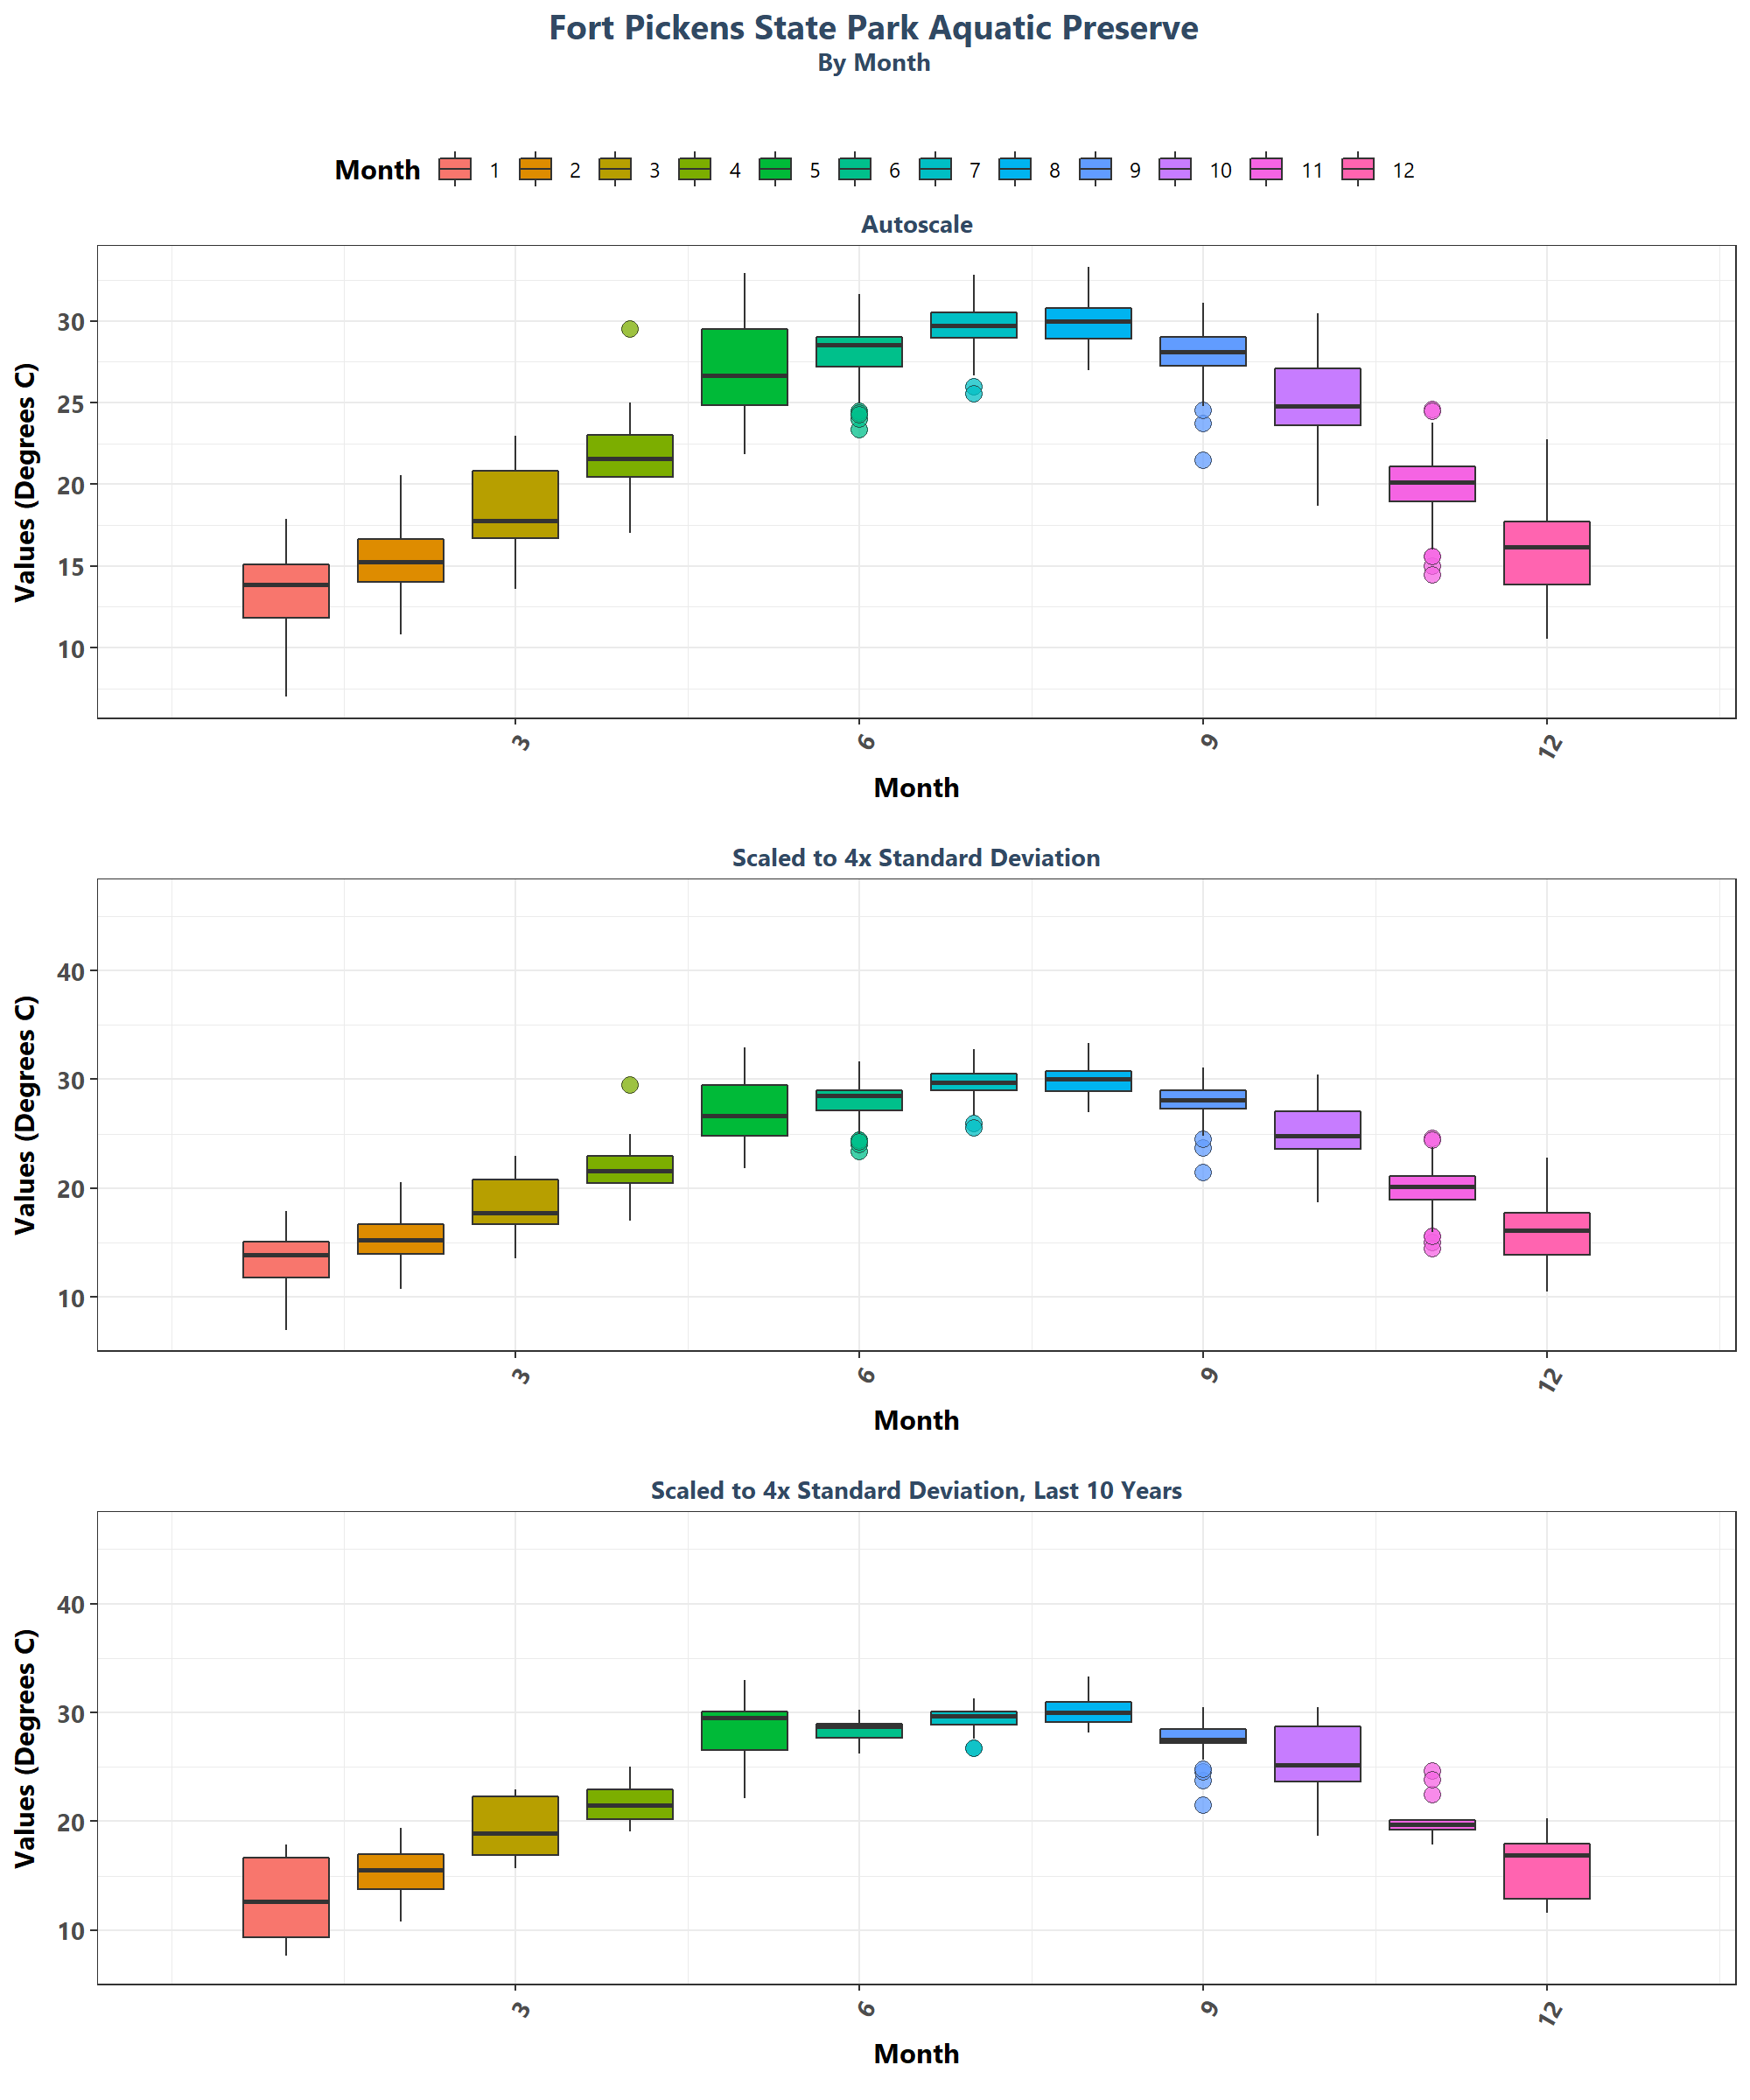 Fort Pickens State Park Aquatic Preserve
By Month
Month 1 2 3 4 5 6 7 8 9 10 11 12
Autoscale
Values (Degrees C)
30
25
20
15
10
3 6 9 12
Month
Scaled to 4x Standard Deviation
Values (Degrees C)
40
30
20
10
3 6 9 12
Month
Scaled to 4x Standard Deviation, Last 10 Years
Values (Degrees C)
40
30
20
10
3 6 9 12
Month